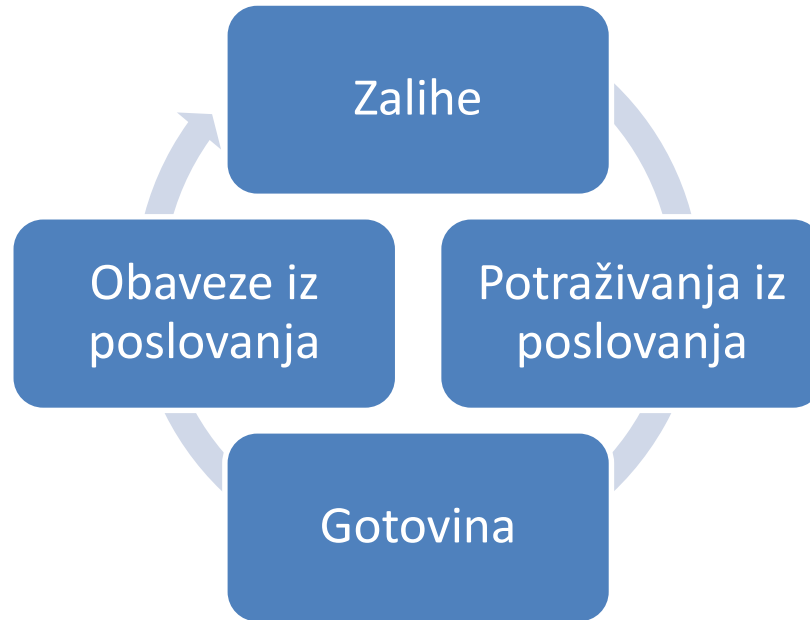 Zalihe
Obaveze iz
poslovanja
Potraživanja iz
poslovanja
Gotovina